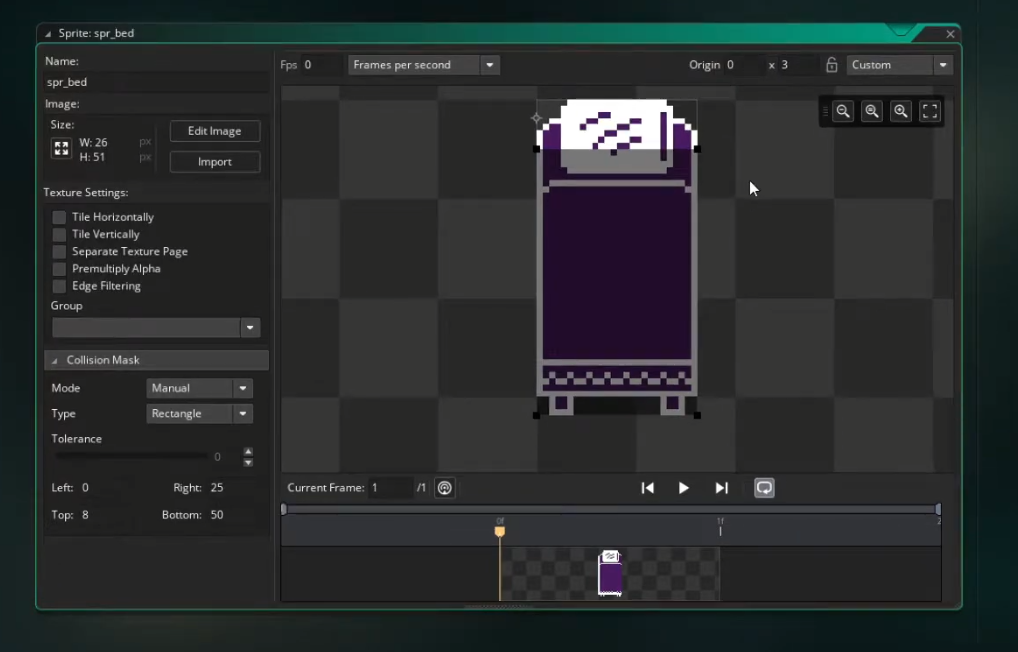 Sprite: spr_bed
Name:
spr_bed
Image:
Size:
W: 26 px
H: 51 px
Edit Image
Import
Texture Settings:
Tile Horizontally
Tile Vertically
Separate Texture Page
Premultiply Alpha
Edge Filtering
Group
Collision Mask
Mode Manual
Type Rectangle
Tolerance
0
Left: 0 Right: 25
Top: 8 Bottom: 50
Fps 0 Frames per second Origin 0 x 3 Custom
Current Frame: 1 /1
0f 1f 2